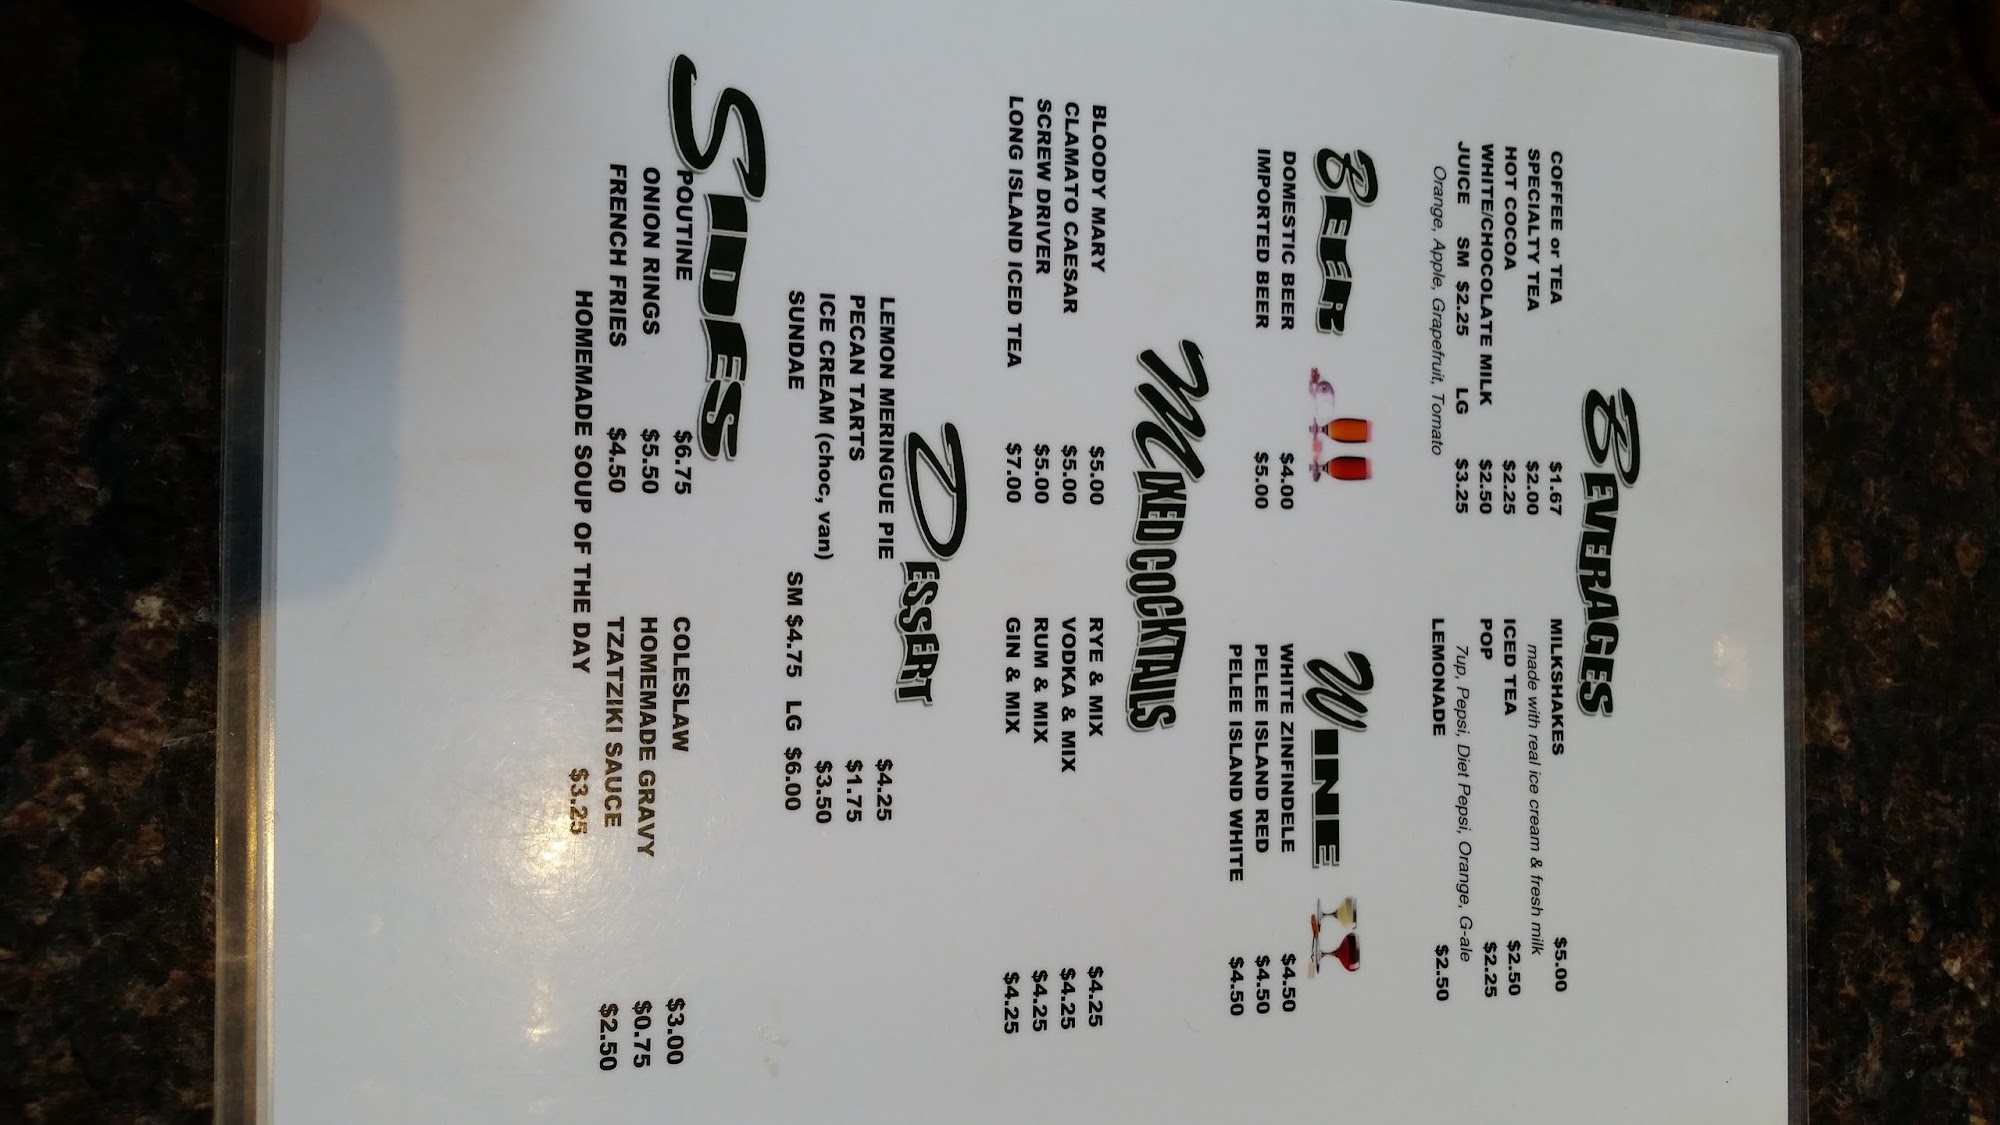 BEVERAGES
COFFEE or TEA $1.67
SPECIALTY TEA $2.00
HOT COCOA $2.25
WHITE/CHOCOLATE MILK $2.50
JUICE SM $2.25 LG $3.25
Orange, Apple, Grapefruit, Tomato
MILKSHAKES $5.00
made with real ice cream & fresh milk
ICED TEA $2.50
POP $2.25
7up, Pepsi, Diet Pepsi, Orange, G-ale
LEMONADE $2.50
BEER
DOMESTIC BEER $4.00
IMPORTED BEER $5.00
WINE
WHITE ZINFINDELE $4.50
PELEE ISLAND RED $4.50
PELEE ISLAND WHITE $4.50
MIXED COCKTAILS
BLOODY MARY $5.00
CLAMATO CAESAR $5.00
SCREW DRIVER $5.00
LONG ISLAND ICED TEA $7.00
RYE & MIX $4.25
VODKA & MIX $4.25
RUM & MIX $4.25
GIN & MIX $4.25
DESSERT
LEMON MERINGUE PIE $4.25
PECAN TARTS $1.75
ICE CREAM (choc, van) $3.50
SUNDAE SM $4.75 LG $6.00
SIDES
POUTINE $6.75
ONION RINGS $5.50
FRENCH FRIES $4.50
COLESLAW $3.00
HOMEMADE GRAVY $0.75
TZATZIKI SAUCE $2.50
HOMEMADE SOUP OF THE DAY $3.25